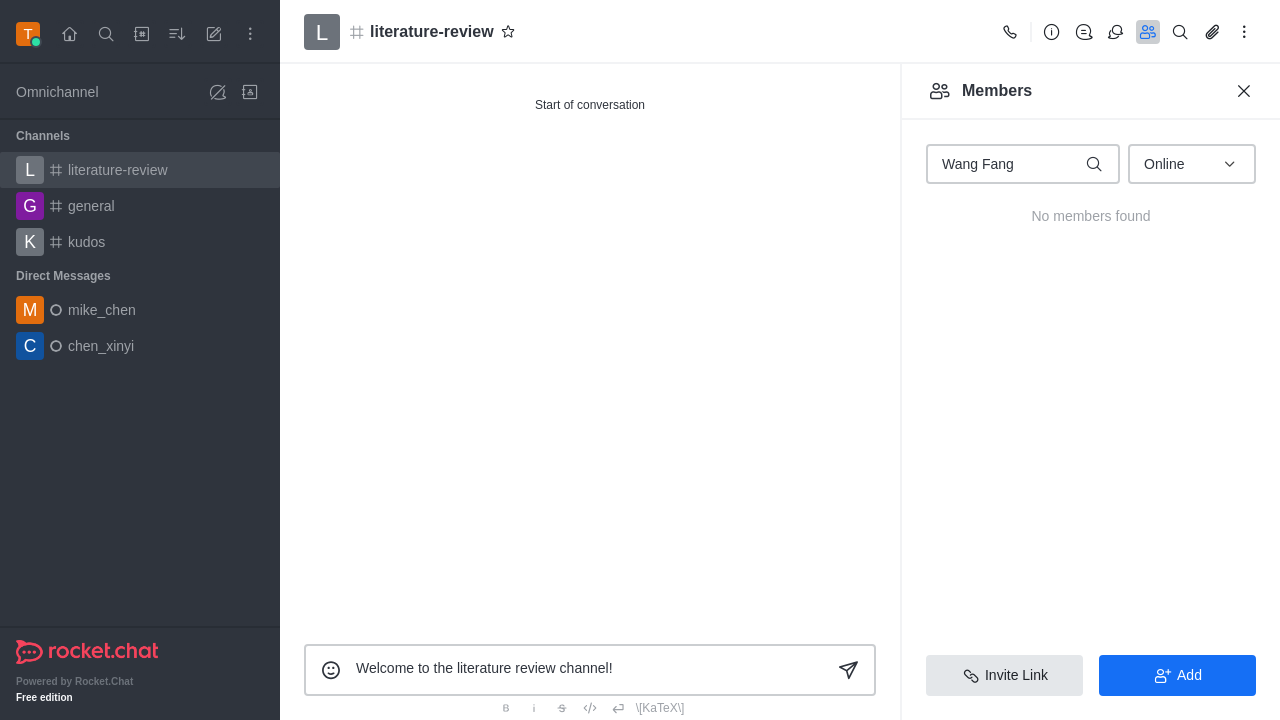 T
Omnichannel
Channels
L literature-review
G general
K kudos
Direct Messages
M mike_chen
C chen_xinyi
rocket.chat
Powered by Rocket.Chat
Free edition
L literature-review
Start of conversation
Welcome to the literature review channel!
B i S \[KaTeX\]
Members
Wang Fang Online
No members found
Invite Link Add